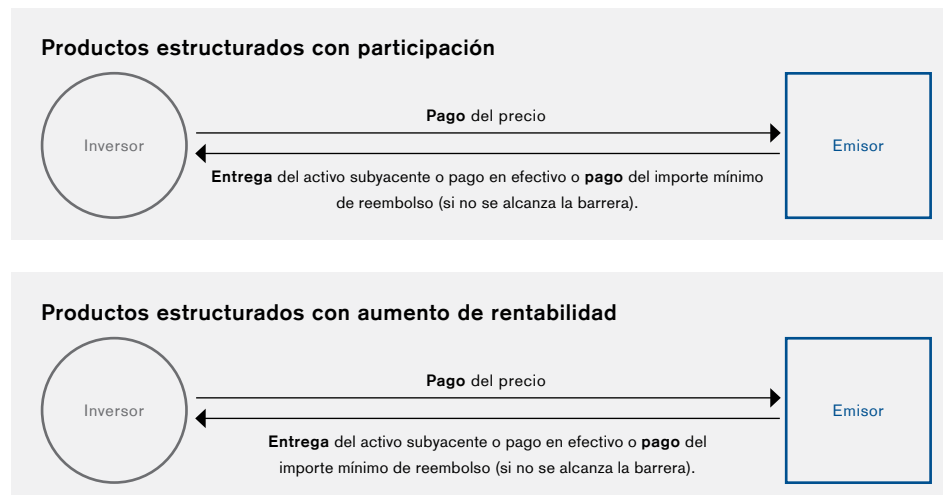 Productos estructurados con participación
Pago del precio
Inversor
Emisor
Entrega del activo subyacente o pago en efectivo o pago del importe mínimo
de reembolso (si no se alcanza la barrera).
Productos estructurados con aumento de rentabilidad
Pago del precio
Inversor
Emisor
Entrega del activo subyacente o pago en efectivo o pago del
importe mínimo de reembolso (si no se alcanza la barrera).